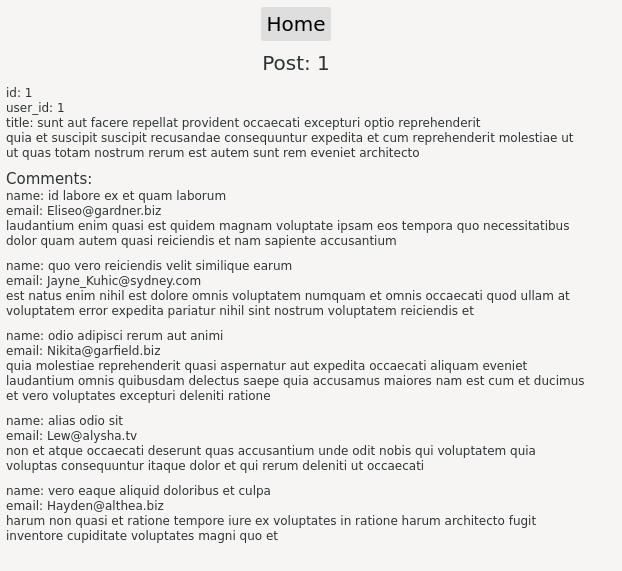 Home
Post: 1
id: 1
user_id: 1
title: sunt aut facere repellat provident occaecati excepturi optio reprehenderit
quia et suscipit suscipit recusandae consequuntur expedita et cum reprehenderit molestiae ut
ut quas totam nostrum rerum est autem sunt rem eveniet architecto
Comments:
name: id labore ex et quam laborum
email: Eliseo@gardner.biz
laudantium enim quasi est quidem magnam voluptate ipsam eos tempora quo necessitatibus
dolor quam autem quasi reiciendis et nam sapiente accusantium
name: quo vero reiciendis velit similique earum
email: Jayne_Kuhic@sydney.com
est natus enim nihil est dolore omnis voluptatem numquam et omnis occaecati quod ullam at
voluptatem error expedita pariatur nihil sint nostrum voluptatem reiciendis et
name: odio adipisci rerum aut animi
email: Nikita@garfield.biz
quia molestiae reprehenderit quasi aspernatur aut expedita occaecati aliquam eveniet
laudantium omnis quibusdam delectus saepe quia accusamus maiores nam est cum et ducimus
et vero voluptates excepturi deleniti ratione
name: alias odio sit
email: Lew@alysha.tv
non et atque occaecati deserunt quas accusantium unde odit nobis qui voluptatem quia
voluptas consequuntur itaque dolor et qui rerum deleniti ut occaecati
name: vero eaque aliquid doloribus et culpa
email: Hayden@althea.biz
harum non quasi et ratione tempore iure ex voluptates in ratione harum architecto fugit
inventore cupiditate voluptates magni quo et